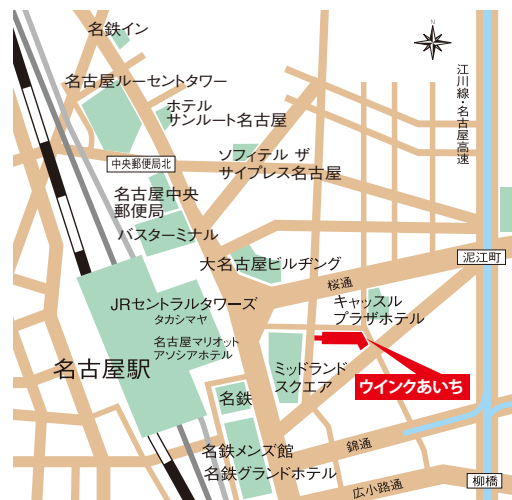 名鉄イン
N
名古屋ルーセントタワー
江川線・名古屋高速
ホテル
サンルート名古屋
中央郵便局北
ソフィテル ザ
サイプレス名古屋
名古屋中央
郵便局
バスターミナル
大名古屋ビルヂング
泥江町
桜通
JRセントラルタワーズ
タカシマヤ
キャッスル
プラザホテル
名古屋マリオット
アソシアホテル
名古屋駅
ミッドランド
スクエア
ウインクあいち
名鉄
名鉄メンズ館
錦通
名鉄グランドホテル
広小路通
柳橋